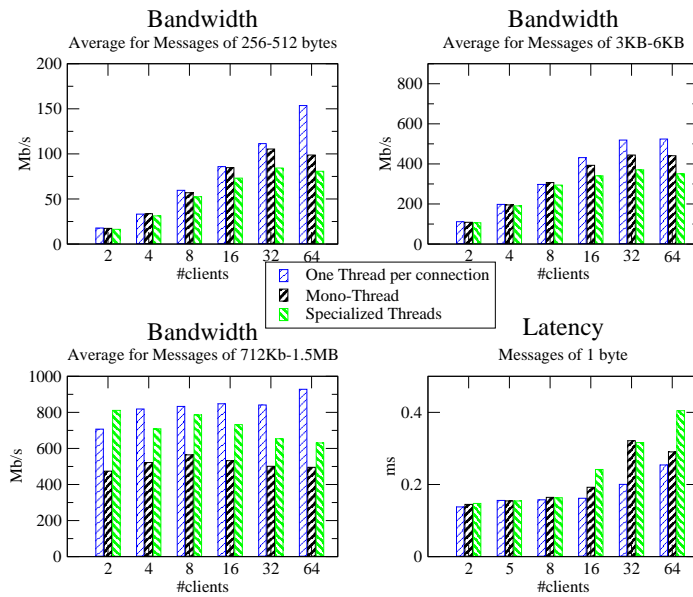 Bandwidth
Average for Messages of 256-512 bytes
200
150
100
50
0
Mb/s
2 4 8 16 32 64
#clients
Bandwidth
Average for Messages of 3KB-6KB
800
600
400
200
0
Mb/s
2 4 8 16 32 64
#clients
One Thread per connection
Mono-Thread
Specialized Threads
Bandwidth
Average for Messages of 712Kb-1.5MB
1000
800
600
400
200
0
Mb/s
2 4 8 16 32 64
#clients
Latency
Messages of 1 byte
0.4
0.2
0
ms
2 5 8 16 32 64
#clients